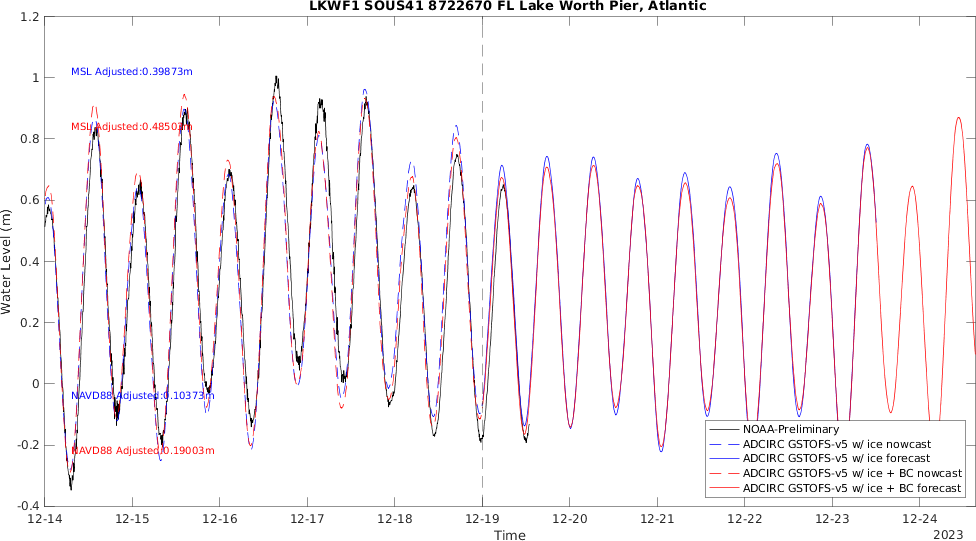 LKWF1 SOUS41 8722670 FL Lake Worth Pier, Atlantic
1.2
1
0.8
0.6
0.4
0.2
0
-0.2
-0.4
Water Level (m)
MSL Adjusted:0.39873m
MSL Adjusted:0.48503m
NAVD88 Adjusted:0.10373m
NAVD88 Adjusted:0.19003m
NOAA-Preliminary
ADCIRC GSTOFS-v5 w/ ice nowcast
ADCIRC GSTOFS-v5 w/ ice forecast
ADCIRC GSTOFS-v5 w/ ice + BC nowcast
ADCIRC GSTOFS-v5 w/ ice + BC forecast
12-14 12-15 12-16 12-17 12-18 12-19 12-20 12-21 12-22 12-23 12-24
Time
2023